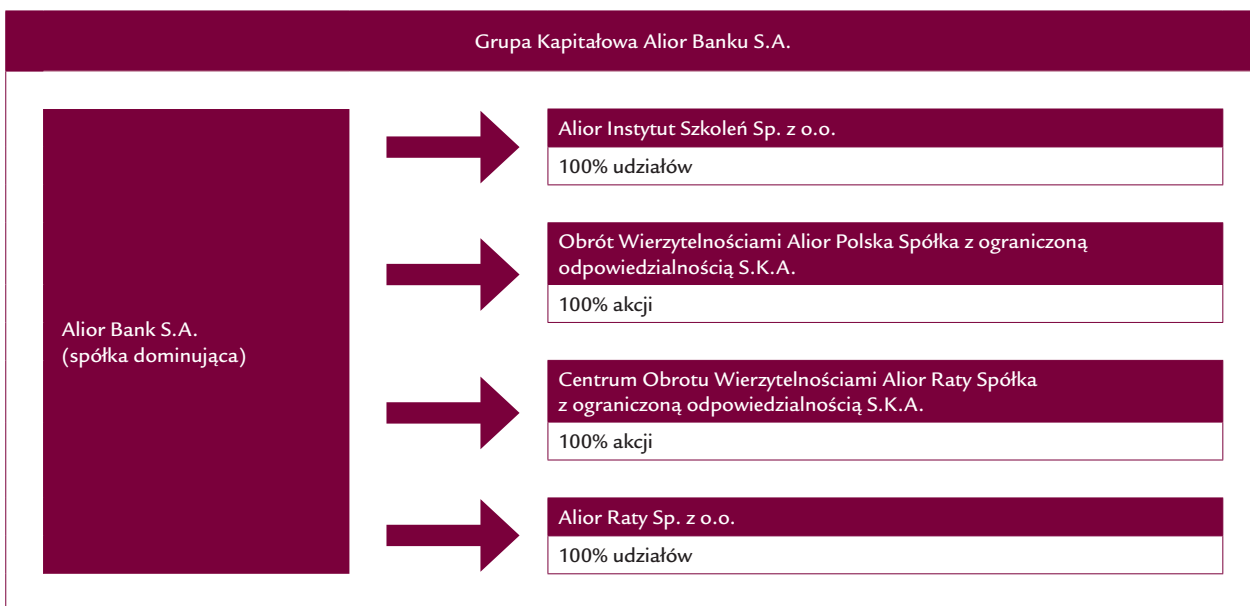 Grupa Kapitałowa Alior Banku S.A.
Alior Bank S.A.
(spółka dominująca)
Alior Instytut Szkoleń Sp. z o.o.
100% udziałów
Obrót Wierzytelnościami Alior Polska Spółka z ograniczoną
odpowiedzialnością S.K.A.
100% akcji
Centrum Obrotu Wierzytelnościami Alior Raty Spółka
z ograniczoną odpowiedzialnością S.K.A.
100% akcji
Alior Raty Sp. z o.o.
100% udziałów